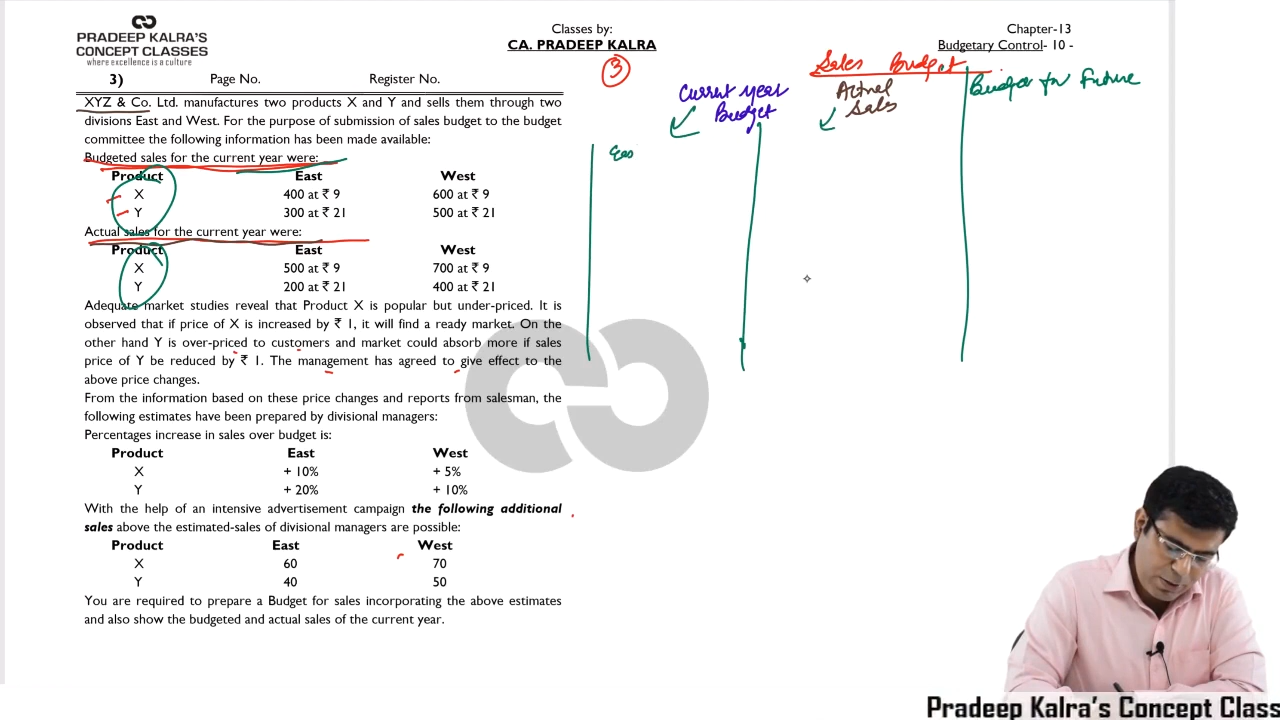 PRADEEP KALRA'S
CONCEPT CLASSES
where excellence is a culture
Classes by:
CA. PRADEEP KALRA
Chapter-13
Budgetary Control- 10 -
3) Page No. Register No.
XYZ & Co. Ltd. manufactures two products X and Y and sells them through two
divisions East and West. For the purpose of submission of sales budget to the budget
committee the following information has been made available:
Budgeted sales for the current year were:
Product East West
X 400 at ₹ 9 600 at ₹ 9
Y 300 at ₹ 21 500 at ₹ 21
Actual sales for the current year were:
Product East West
X 500 at ₹ 9 700 at ₹ 9
Y 200 at ₹ 21 400 at ₹ 21
Adequate market studies reveal that Product X is popular but under-priced. It is
observed that if price of X is increased by ₹ 1, it will find a ready market. On the
other hand Y is over-priced to customers and market could absorb more if sales
price of Y be reduced by ₹ 1. The management has agreed to give effect to the
above price changes.
From the information based on these price changes and reports from salesman, the
following estimates have been prepared by divisional managers:
Percentages increase in sales over budget is:
Product East West
X + 10% + 5%
Y + 20% + 10%
With the help of an intensive advertisement campaign the following additional
sales above the estimated-sales of divisional managers are possible:
Product East West
X 60 70
Y 40 50
You are required to prepare a Budget for sales incorporating the above estimates
and also show the budgeted and actual sales of the current year.
3
Sales Budget
Current year
Budget
Actual
Sales
Budget for Future
Eas
Pradeep Kalra's Concept Class